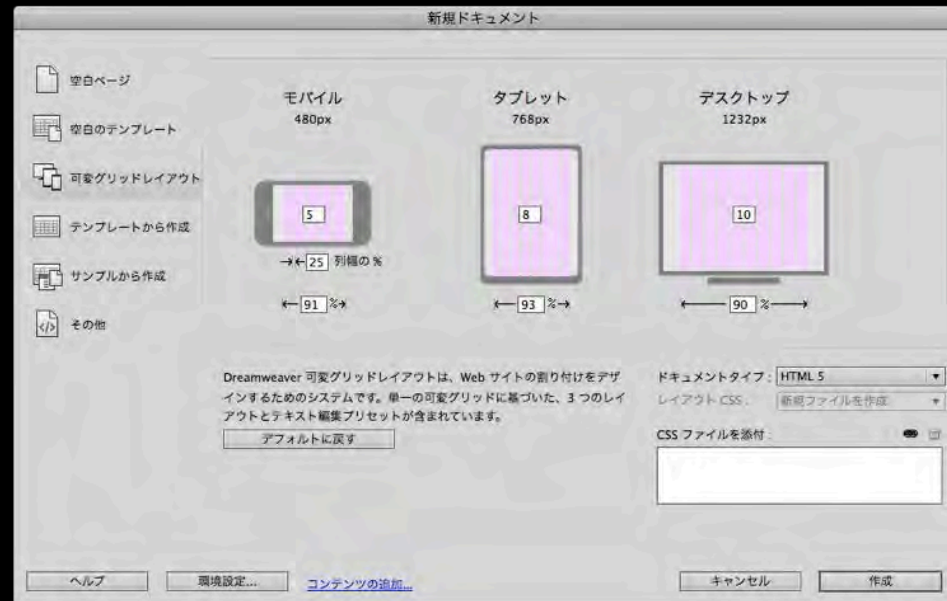 新規ドキュメント
空白ページ
空白のテンプレート
可変グリッドレイアウト
テンプレートから作成
サンプルから作成
その他
モバイル
480px
5
→←25 列幅の %
←91 %→
タブレット
768px
8
←93 %→
デスクトップ
1232px
10
←90 %→
Dreamweaver 可変グリッドレイアウトは、Web サイトの割り付けをデザ
インするためのシステムです。単一の可変グリッドに基づいた、3 つのレイ
アウトとテキスト編集プリセットが含まれています。
デフォルトに戻す
ドキュメントタイプ : HTML 5
レイアウト CSS : 新規ファイルを作成
CSS ファイルを添付 :
ヘルプ
環境設定...
コンテンツの追加...
キャンセル
作成